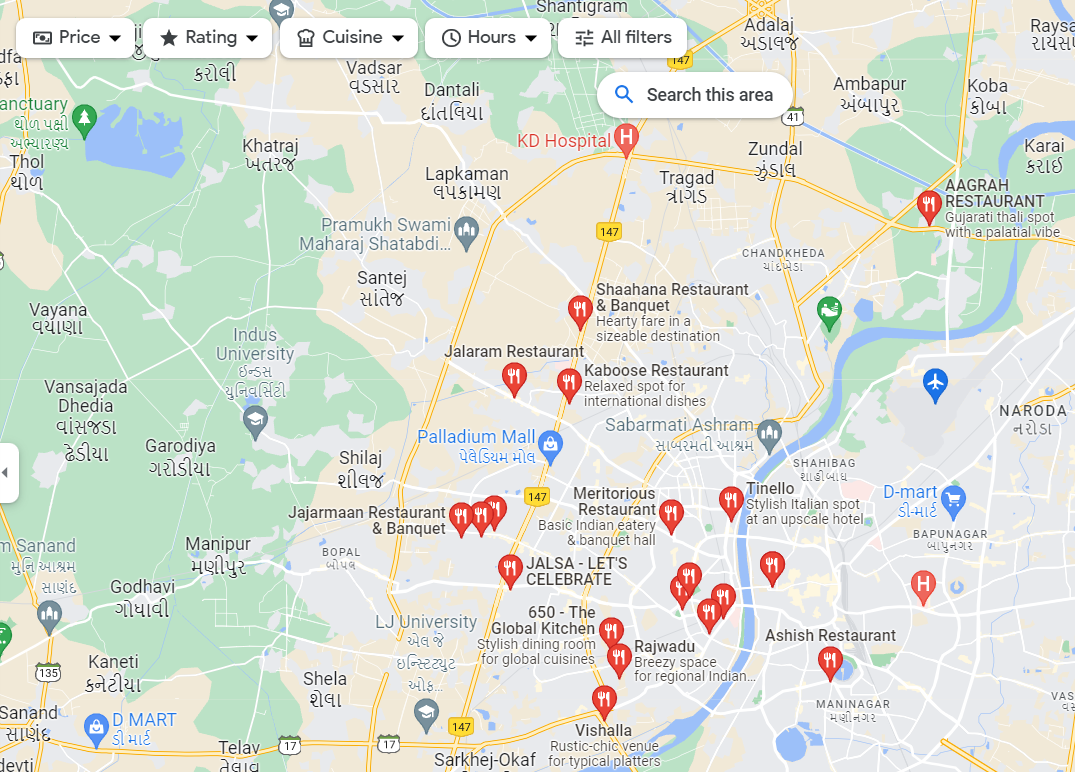 Shantigram
Price
Rating
Cuisine
Hours
All filters
Adalaj
અડાલજ
147
કરોલી
Vadsar
વડસાર
Dantali
દાંતલિયા
Search this area
41
Ambapur
અંબાપુર
Koba
કોબા
થોળ પક્ષી
અભ્યારણ્ય
Thol
થોળ
Khatraj
ખતરજ
KD Hospital
H
Zundal
ઝુંડાલ
Karai
કરાઈ
Lapkaman
લપકામણ
Tragad
ત્રાગડ
AAGRAH
RESTAURANT
Gujarati thali spot
with a palatial vibe
Pramukh Swami
Maharaj Shatabdi...
147
CHANDKHEDA
ચાંદખેડા
Santej
સાંતેજ
Shaahana Restaurant
& Banquet
Hearty fare in a
sizeable destination
Vayana
વયાણા
Indus
University
ઇન્ડસ
યુનિવર્સિટી
Jalaram Restaurant
Kaboose Restaurant
Relaxed spot for
international dishes
Vansajada
Dhedia
વાંસજડા
ઢેડીયા
NARODA
નરોડા
Sabarmati Ashram
સાબરમતી આશ્રમ
Palladium Mall
પેલેડિયમ મોલ
Garodiya
ગરોડીયા
Shilaj
શીલજ
SHAHIBAG
શાહીબાઘ
147
Meritorious
Restaurant
Basic Indian eatery
& banquet hall
Tinello
Stylish Italian spot
at an upscale hotel
D-mart
ડી-માર્ટ
Jajarmaan Restaurant
& Banquet
BAPUNAGAR
બાપુનગર
Manipur
મણીપુર
BOPAL
બોપલ
JALSA - LET'S
CELEBRATE
Sanand
મુનિ આશ્રમ
સાણંદ
Godhavi
ગોધાવી
H
650 - The
Global Kitchen
Stylish dining room
for global cuisines
LJ University
એલ જે
ઇન્સ્ટિટ્યુટ
ઓફ...
Rajwadu
Breezy space
for regional Indian...
Ashish Restaurant
135
Kaneti
કનેટીયા
Shela
શેલા
MANINAGAR
મણીનગર
Sanand
સાણંદ
D MART
ડી માર્ટ
147
Vishalla
Rustic-chic venue
for typical platters
17
17
Telav
તેલાવ
Sarkhej-Okaf